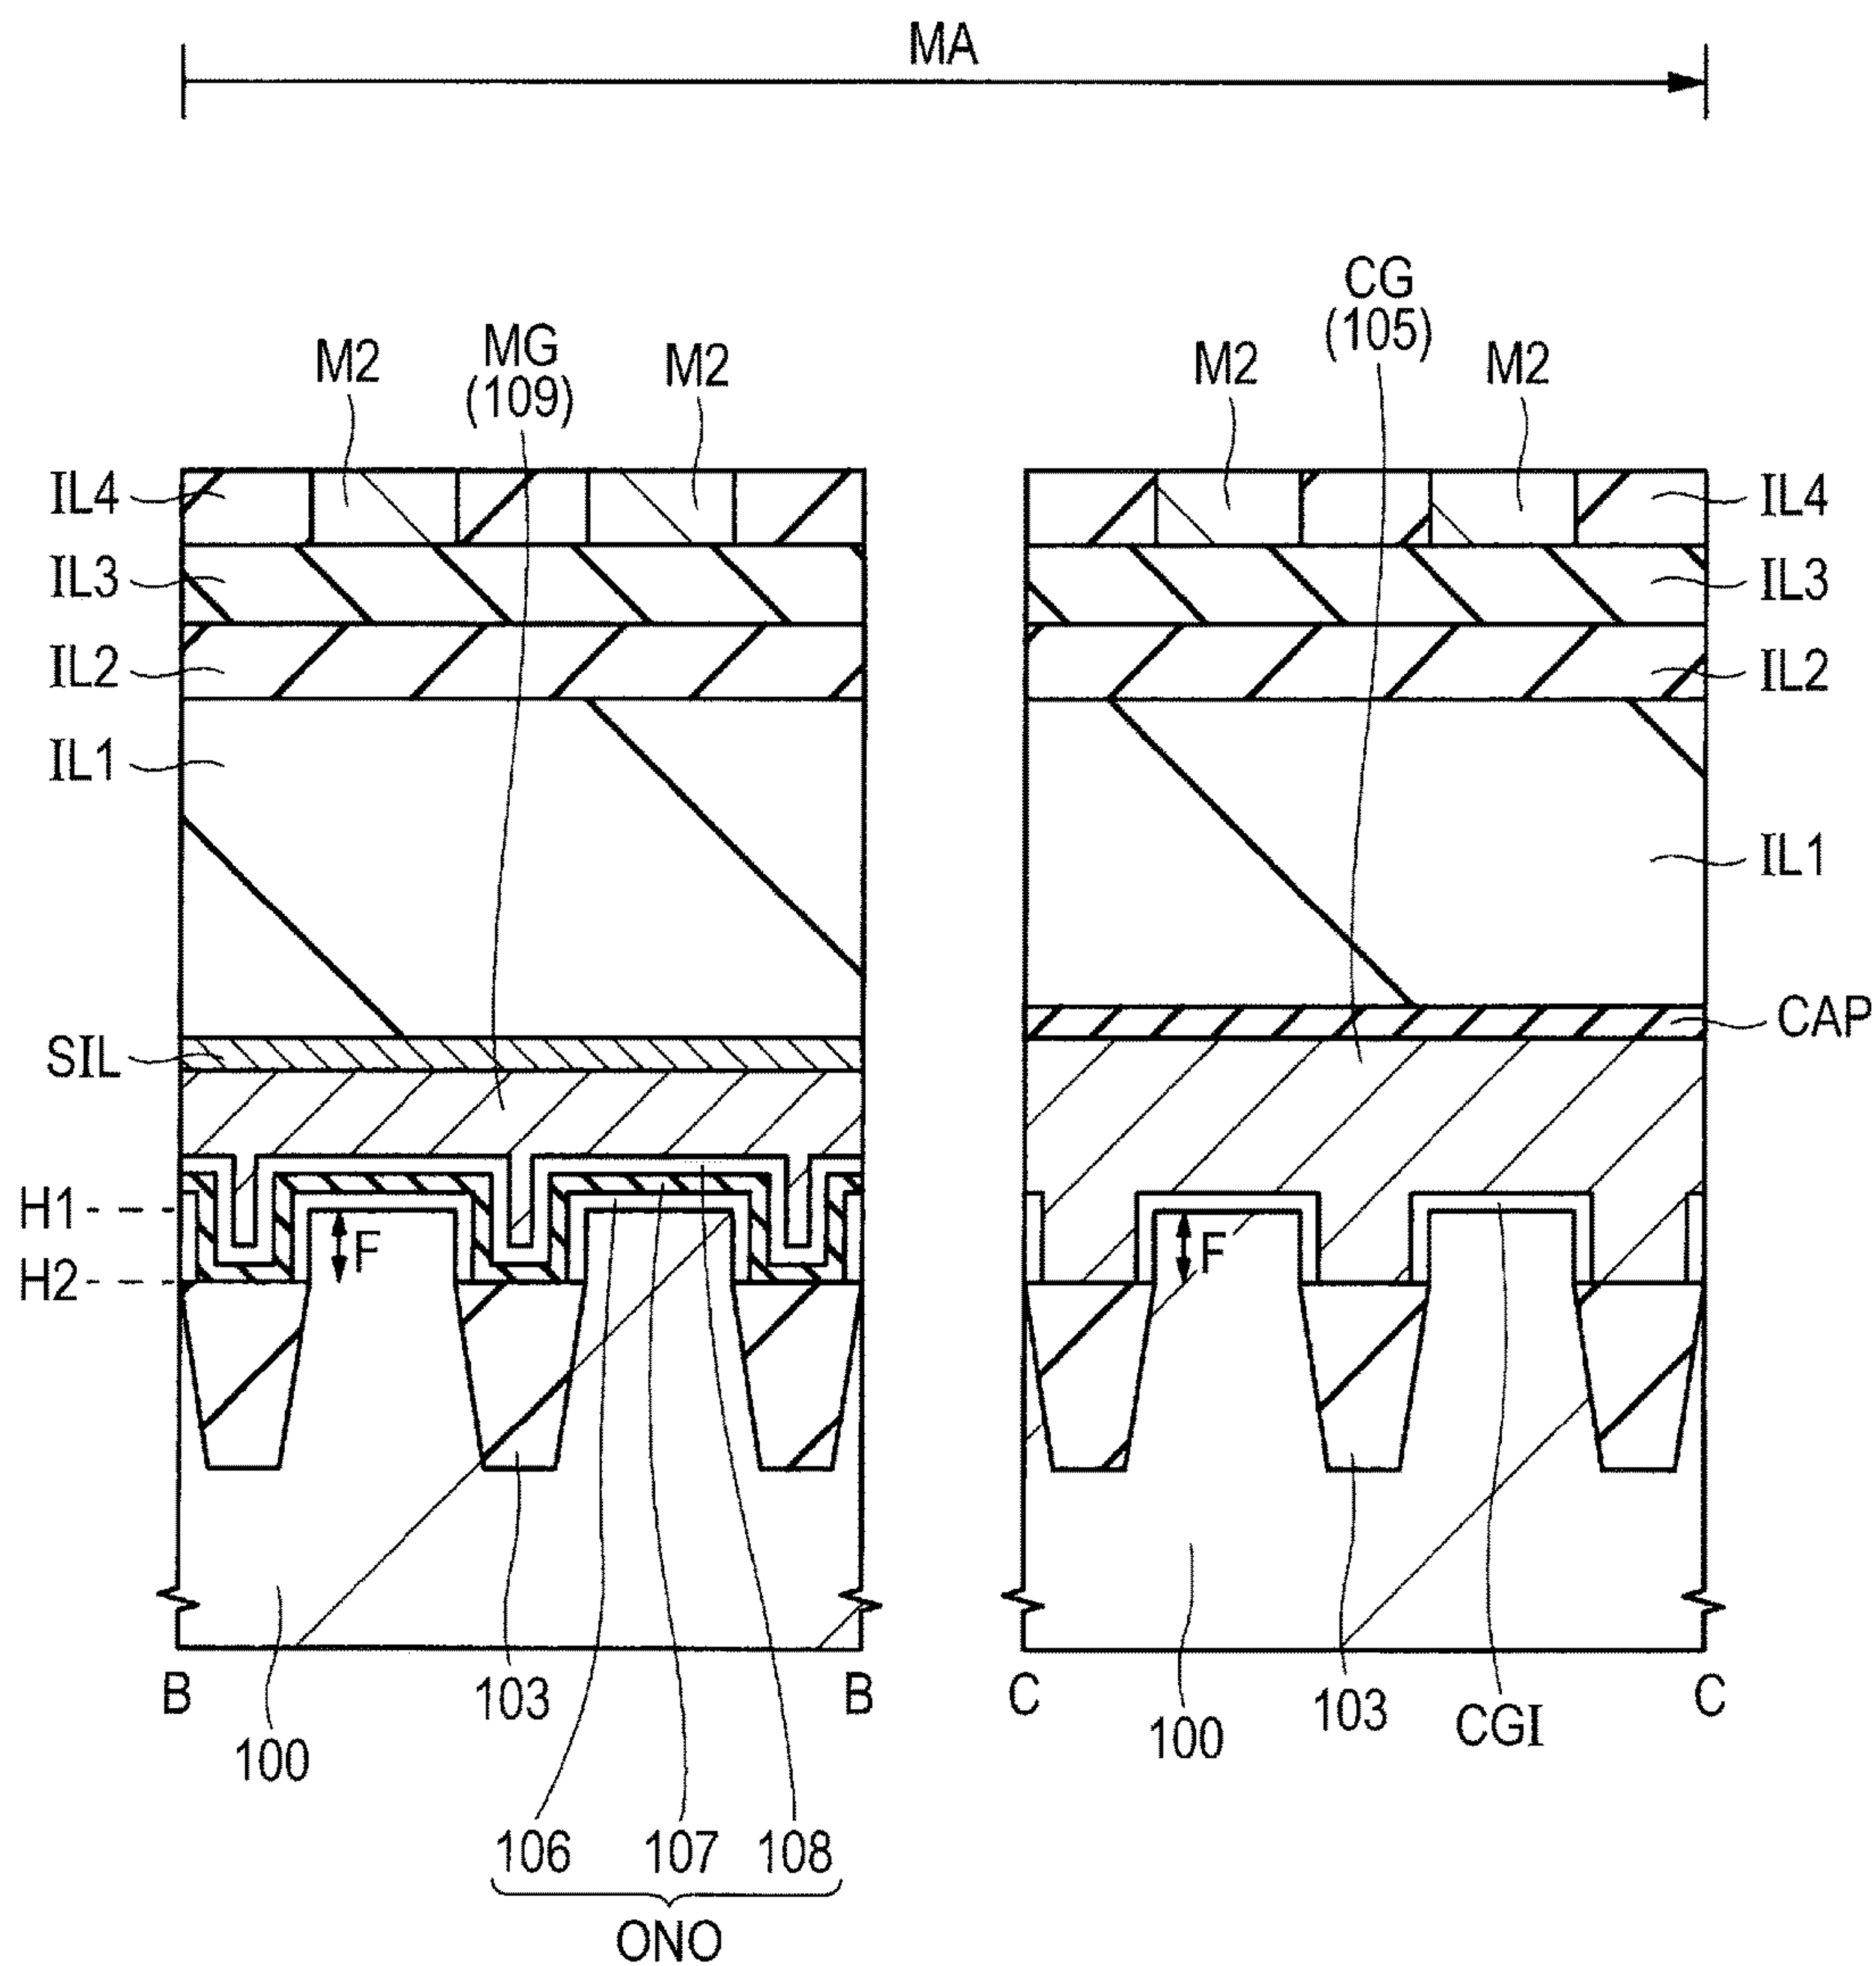 MA
CG
(105)
MG
(109)
M2
M2
M2
M2
IL4
IL4
IL3
IL3
IL2
IL2
IL1
IL1
CAP
SIL
H1
F
F
H2
B
B
C
C
103
103
CGI
100
100
106
107
108
ONO